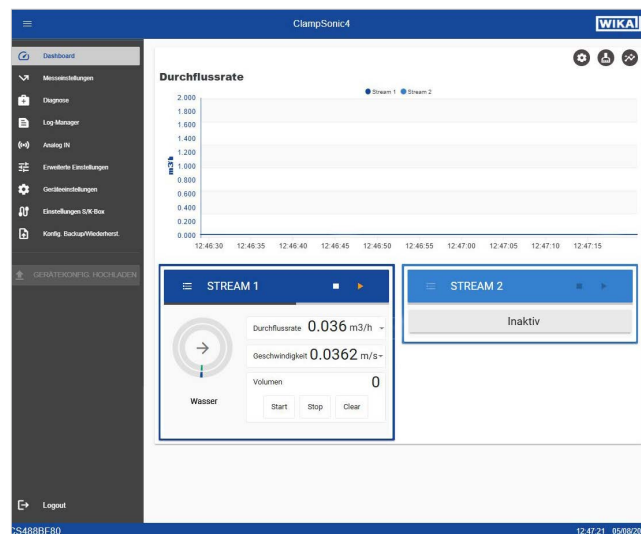 ClampSonic4
WIKA
Dashboard
Messeinstellungen
Diagnose
Log-Manager
Analog IN
Erweiterte Einstellungen
Geräteeinstellungen
Einstellungen S/K-Box
Konfig. Backup/Wiederherst.
GERÄTEKONFIG. HOCHLADEN
Logout
Durchflussrate
Stream 1 Stream 2
m3/h
2.000
1.800
1.600
1.400
1.200
1.000
0.800
0.600
0.400
0.200
0.000
12:46:30 12:46:35 12:46:40 12:46:45 12:46:50 12:46:55 12:47:00 12:47:05 12:47:10 12:47:15
STREAM 1
Durchflussrate 0.036 m3/h
Geschwindigkeit 0.0362 m/s
Volumen 0
Start Stop Clear
Wasser
STREAM 2
Inaktiv
CS488BF80
12:47:21 05/08/20